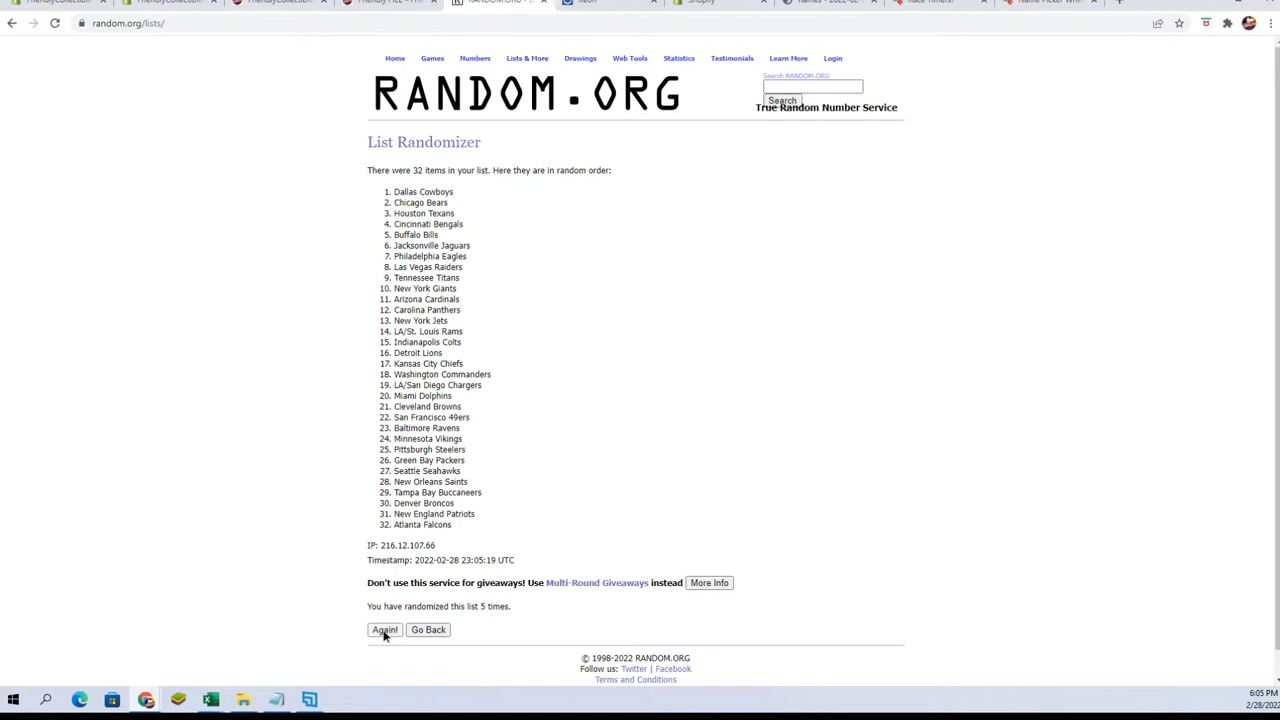 random.org/lists/
Home Games Numbers Lists & More Drawings Web Tools Statistics Testimonials Learn More Login
RANDOM.ORG
Search RANDOM.ORG
Search
True Random Number Service
List Randomizer
There were 32 items in your list. Here they are in random order:
1. Dallas Cowboys
2. Chicago Bears
3. Houston Texans
4. Cincinnati Bengals
5. Buffalo Bills
6. Jacksonville Jaguars
7. Philadelphia Eagles
8. Las Vegas Raiders
9. Tennessee Titans
10. New York Giants
11. Arizona Cardinals
12. Carolina Panthers
13. New York Jets
14. LA/St. Louis Rams
15. Indianapolis Colts
16. Detroit Lions
17. Kansas City Chiefs
18. Washington Commanders
19. LA/San Diego Chargers
20. Miami Dolphins
21. Cleveland Browns
22. San Francisco 49ers
23. Baltimore Ravens
24. Minnesota Vikings
25. Pittsburgh Steelers
26. Green Bay Packers
27. Seattle Seahawks
28. New Orleans Saints
29. Tampa Bay Buccaneers
30. Denver Broncos
31. New England Patriots
32. Atlanta Falcons
IP: 216.12.107.66
Timestamp: 2022-02-28 23:05:19 UTC
Don't use this service for giveaways! Use Multi-Round Giveaways instead More Info
You have randomized this list 5 times.
Again! Go Back
© 1998-2022 RANDOM.ORG
Follow us: Twitter | Facebook
Terms and Conditions
6:05 PM
2/28/202